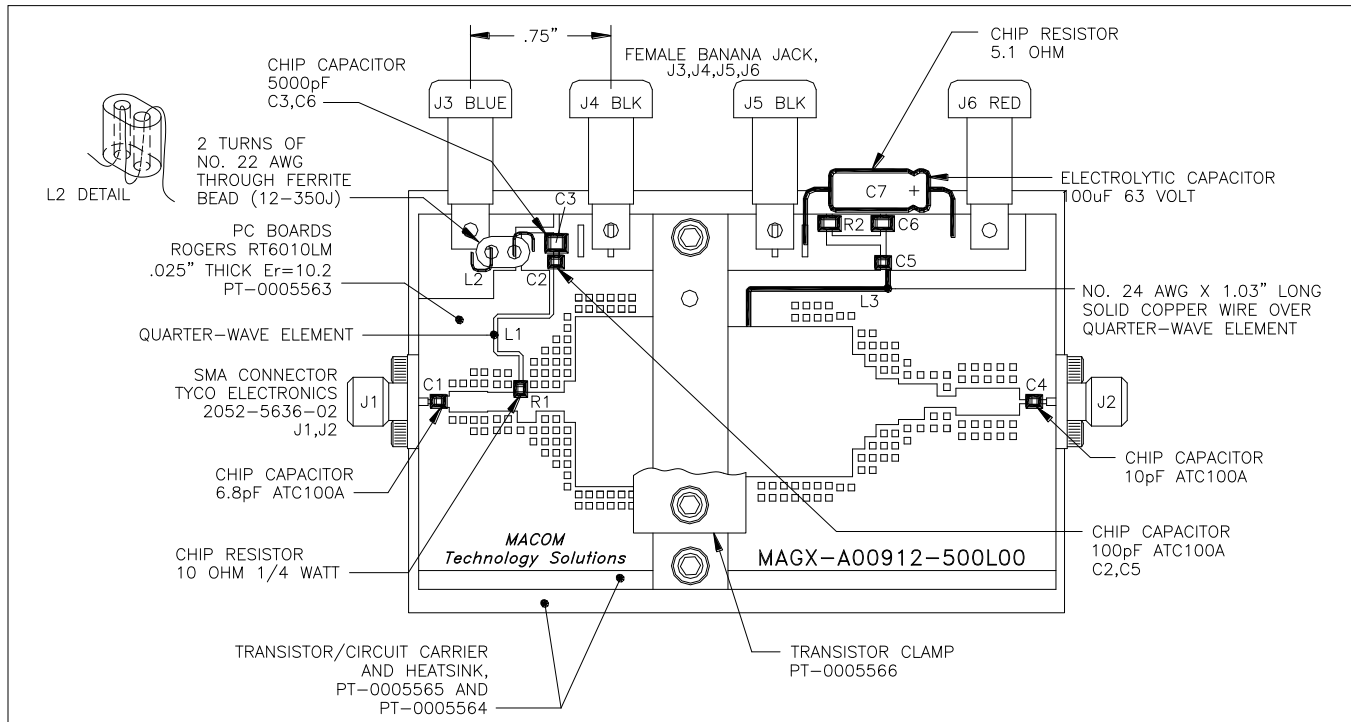 .75”
CHIP RESISTOR
5.1 OHM
CHIP CAPACITOR
5000pF
C3,C6
FEMALE BANANA JACK,
J3,J4,J5,J6
J3 BLUE
J4 BLK
J5 BLK
J6 RED
2 TURNS OF
NO. 22 AWG
THROUGH FERRITE
BEAD (12-350J)
L2 DETAIL
C7
+
ELECTROLYTIC CAPACITOR
100uF 63 VOLT
C3
R2
C6
PC BOARDS
ROGERS RT6010LM
.025” THICK Er=10.2
PT-0005563
L2
C2
C5
L3
NO. 24 AWG X 1.03” LONG
SOLID COPPER WIRE OVER
QUARTER-WAVE ELEMENT
QUARTER-WAVE ELEMENT
L1
SMA CONNECTOR
TYCO ELECTRONICS
2052-5636-02
J1,J2
J1
C1
R1
C4
J2
CHIP CAPACITOR
6.8pF ATC100A
CHIP CAPACITOR
10pF ATC100A
CHIP RESISTOR
10 OHM 1/4 WATT
MACOM
Technology Solutions
MAGX-A00912-500L00
CHIP CAPACITOR
100pF ATC100A
C2,C5
TRANSISTOR/CIRCUIT CARRIER
AND HEATSINK,
PT-0005565 AND
PT-0005564
TRANSISTOR CLAMP
PT-0005566